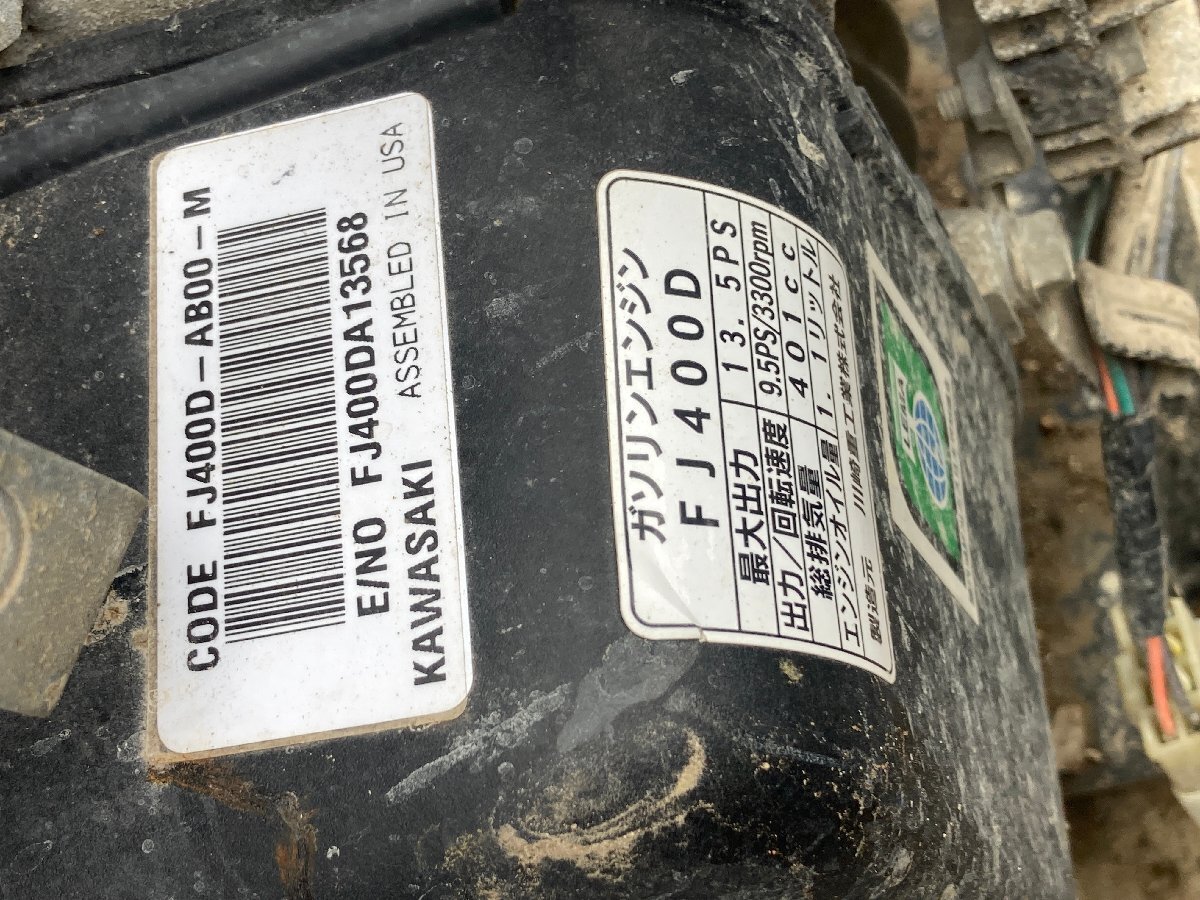 CODE FJ400D-AB00-M
E/NO FJ400DA13568
KAWASAKI ASSEMBLED IN USA
ガソリンエンジン
FJ400D
最大出力 13.5PS
出力/回転速度 9.5PS/3300rpm
総排気量 401cc
エンジンオイル量 1.1リットル
製造元 川崎重工業株式会社